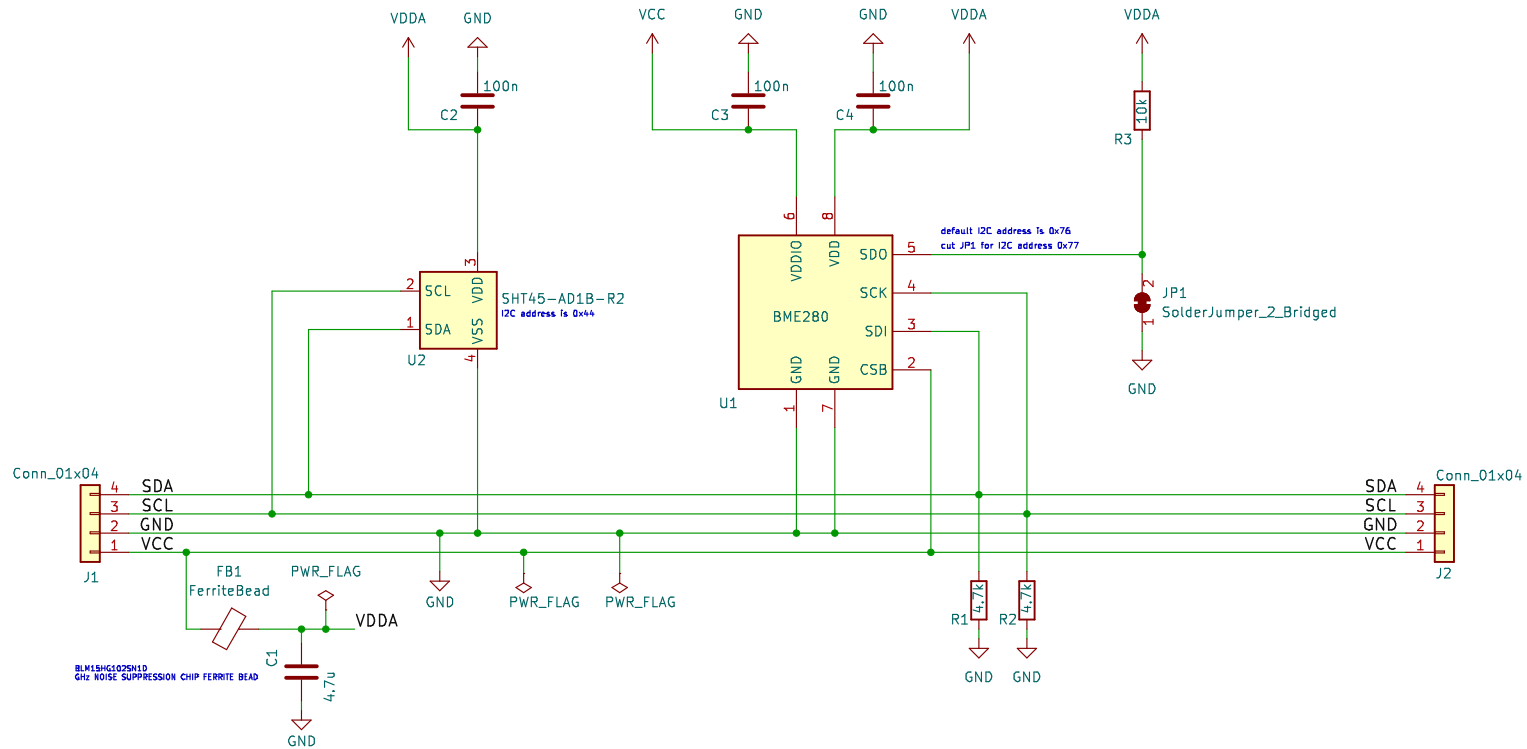 VDDA
GND
VCC
GND
GND
VDDA
VDDA
100n
C2
100n
C3
100n
C4
10k
R3
6
8
VDDIO
VDD
SDO
5
default I2C address is 0x76
cut JP1 for I2C address 0x77
3
2
SCL
VDD
SHT45-AD1B-R2
I2C address is 0x44
1
SDA
VSS
U2
4
SCK
4
BME280
SDI
3
GND
GND
CSB
2
U1
1
7
2
JP1
SolderJumper_2_Bridged
1
GND
Conn_01x04
4
SDA
3
SCL
2
GND
1
VCC
J1
Conn_01x04
SDA
4
SCL
3
GND
2
VCC
1
J2
FB1
FerriteBead
PWR_FLAG
GND
PWR_FLAG
PWR_FLAG
VDDA
4.7k
R1
4.7k
R2
GND
GND
C1
4.7u
BLM15HG102SN1D
GHz NOISE SUPPRESSION CHIP FERRITE BEAD
GND